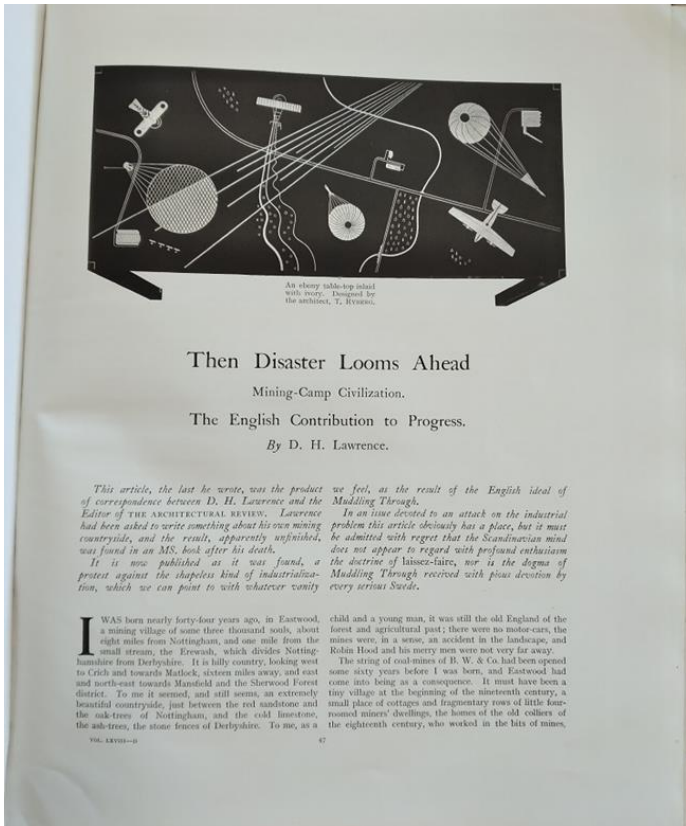 An ebony table-top inlaid
with ivory. Designed by
the architect, T, RYBERG.
Then Disaster Looms Ahead
Mining-Camp Civilization.
The English Contribution to Progress.
By D. H. Lawrence.
This article, the last he wrote, was the product
of correspondence between D. H. Lawrence and the
Editor of THE ARCHITECTURAL REVIEW. Lawrence
had been asked to write something about his own mining
countryside, and the result, apparently unfinished,
was found in an MS. book after his death.
It is now published as it was found, a
protest against the shapeless kind of industrializa-
tion, which we can point to with whatever vanity
we feel, as the result of the English ideal of
Muddling Through.
In an issue devoted to an attack on the industrial
problem this article obviously has a place, but it must
be admitted with regret that the Scandinavian mind
does not appear to regard with profound enthusiasm
the doctrine of laissez-faire, nor is the dogma of
Muddling Through received with pious devotion by
every serious Swede.
I WAS born nearly forty-four years ago, in Eastwood,
a mining village of some three thousand souls, about
eight miles from Nottingham, and one mile from the
small stream, the Erewash, which divides Notting-
hamshire from Derbyshire. It is hilly country, looking west
to Crich and towards Matlock, sixteen miles away, and east
and north-east towards Mansfield and the Sherwood Forest
district. To me it seemed, and still seems, an extremely
beautiful countryside, just between the red sandstone and
the oak-trees of Nottingham, and the cold limestone,
the ash-trees, the stone fences of Derbyshire. To me, as a
child and a young man, it was still the old England of the
forest and agricultural past; there were no motor-cars, the
mines were, in a sense, an accident in the landscape, and
Robin Hood and his merry men were not very far away.
The string of coal-mines of B. W. & Co. had been opened
some sixty years before I was born, and Eastwood had
come into being as a consequence. It must have been a
tiny village at the beginning of the nineteenth century, a
small place of cottages and fragmentary rows of little four-
roomed miners' dwellings, the homes of the old colliers of
the eighteenth century, who worked in the bits of mines,
VOL. LXVIII—D
47